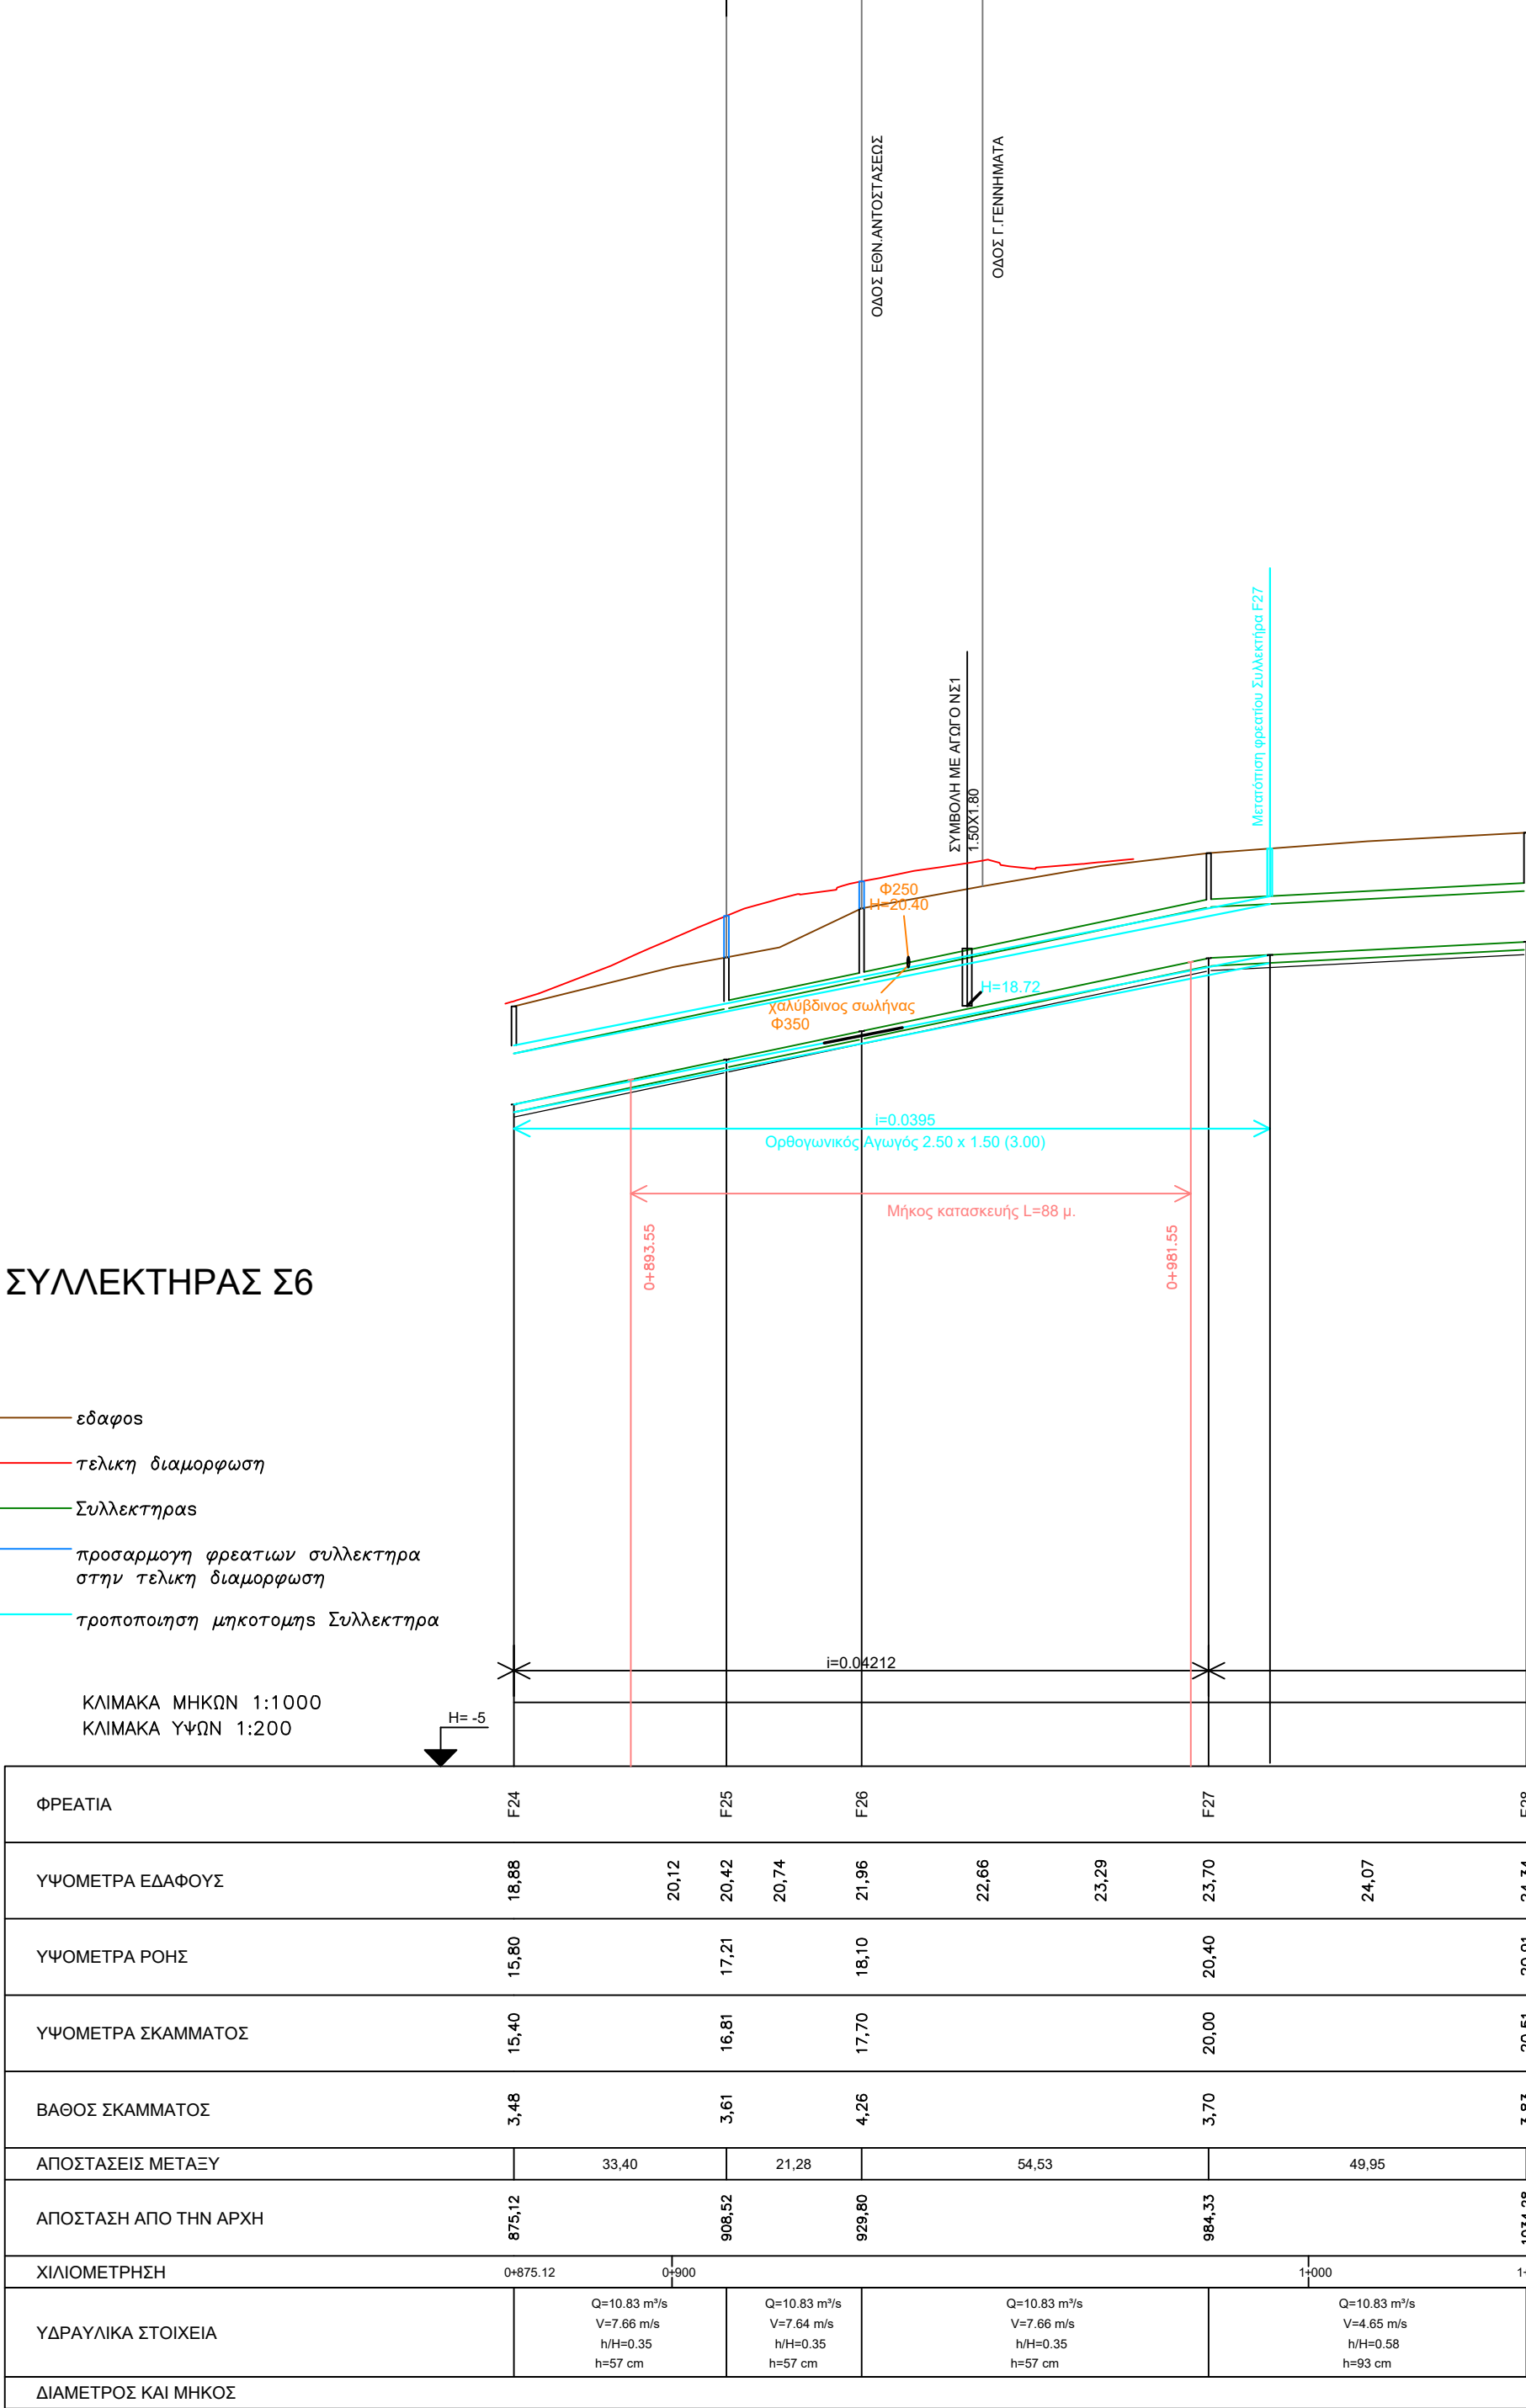 ΟΔΟΣ ΕΘΝ.ΑΝΤΟΣΤΑΣΕΩΣ
ΟΔΟΣ Γ.ΓΕΝΝΗΜΑΤΑ
Μετατόπιση φρεατίου Συλλεκτήρα F27
ΣΥΜΒΟΛΗ ΜΕ ΑΓΩΓΟ ΝΣ1
1.50X1.80
Φ250
H=20.40
H=18.72
χαλύβδινος σωλήνας
Φ350
i=0.0395
Ορθογωνικός Αγωγός 2.50 x 1.50 (3.00)
Μήκος κατασκευής L=88 μ.
0+893.55
0+981.55
ΣΥΛΛΕΚΤΗΡΑΣ Σ6
εδαφος
τελικη διαμορφωση
Συλλεκτηρας
προσαρμογη φρεατιων συλλεκτηρα
στην τελικη διαμορφωση
τροποποιηση μηκοτομης Συλλεκτηρα
i=0.04212
ΚΛΙΜΑΚΑ ΜΗΚΩΝ 1:1000
ΚΛΙΜΑΚΑ ΥΨΩΝ 1:200
H= -5
ΦΡΕΑΤΙΑ F24 F25 F26 F27
ΥΨΟΜΕΤΡΑ ΕΔΑΦΟΥΣ 18,88 20,12 20,42 20,74 21,96 22,66 23,29 23,70 24,07
ΥΨΟΜΕΤΡΑ ΡΟΗΣ 15,80 17,21 18,10 20,40
ΥΨΟΜΕΤΡΑ ΣΚΑΜΜΑΤΟΣ 15,40 16,81 17,70 20,00
ΒΑΘΟΣ ΣΚΑΜΜΑΤΟΣ 3,48 3,61 4,26 3,70
ΑΠΟΣΤΑΣΕΙΣ ΜΕΤΑΞΥ 33,40 21,28 54,53 49,95
ΑΠΟΣΤΑΣΗ ΑΠΟ ΤΗΝ ΑΡΧΗ 875,12 908,52 929,80 984,33
ΧΙΛΙΟΜΕΤΡΗΣΗ 0+875.12 0+900 1+000
ΥΔΡΑΥΛΙΚΑ ΣΤΟΙΧΕΙΑ
Q=10.83 m³/s Q=10.83 m³/s Q=10.83 m³/s Q=10.83 m³/s
V=7.66 m/s V=7.64 m/s V=7.66 m/s V=4.65 m/s
h/H=0.35 h/H=0.35 h/H=0.35 h/H=0.58
h=57 cm h=57 cm h=57 cm h=93 cm
ΔΙΑΜΕΤΡΟΣ ΚΑΙ ΜΗΚΟΣ